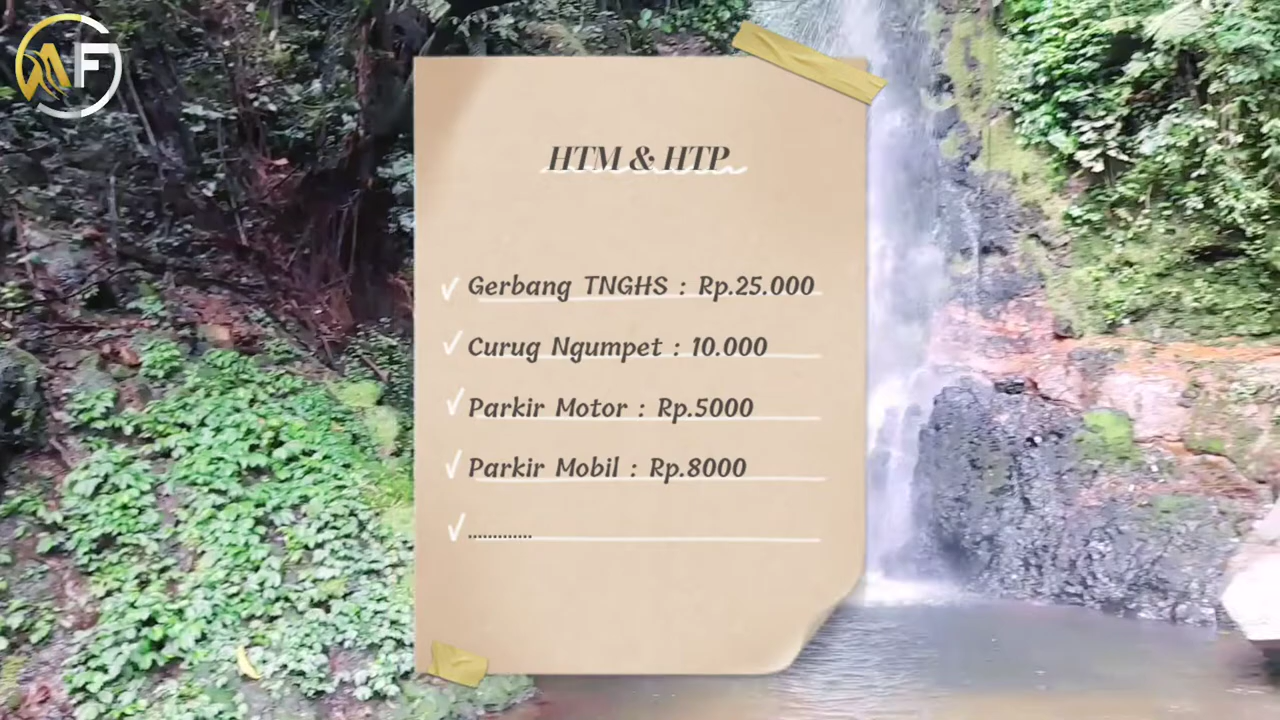 AF
HTM & HTP
Gerbang TNGHS : Rp.25.000
Curug Ngumpet : 10.000
Parkir Motor : Rp.5000
Parkir Mobil : Rp.8000
.............